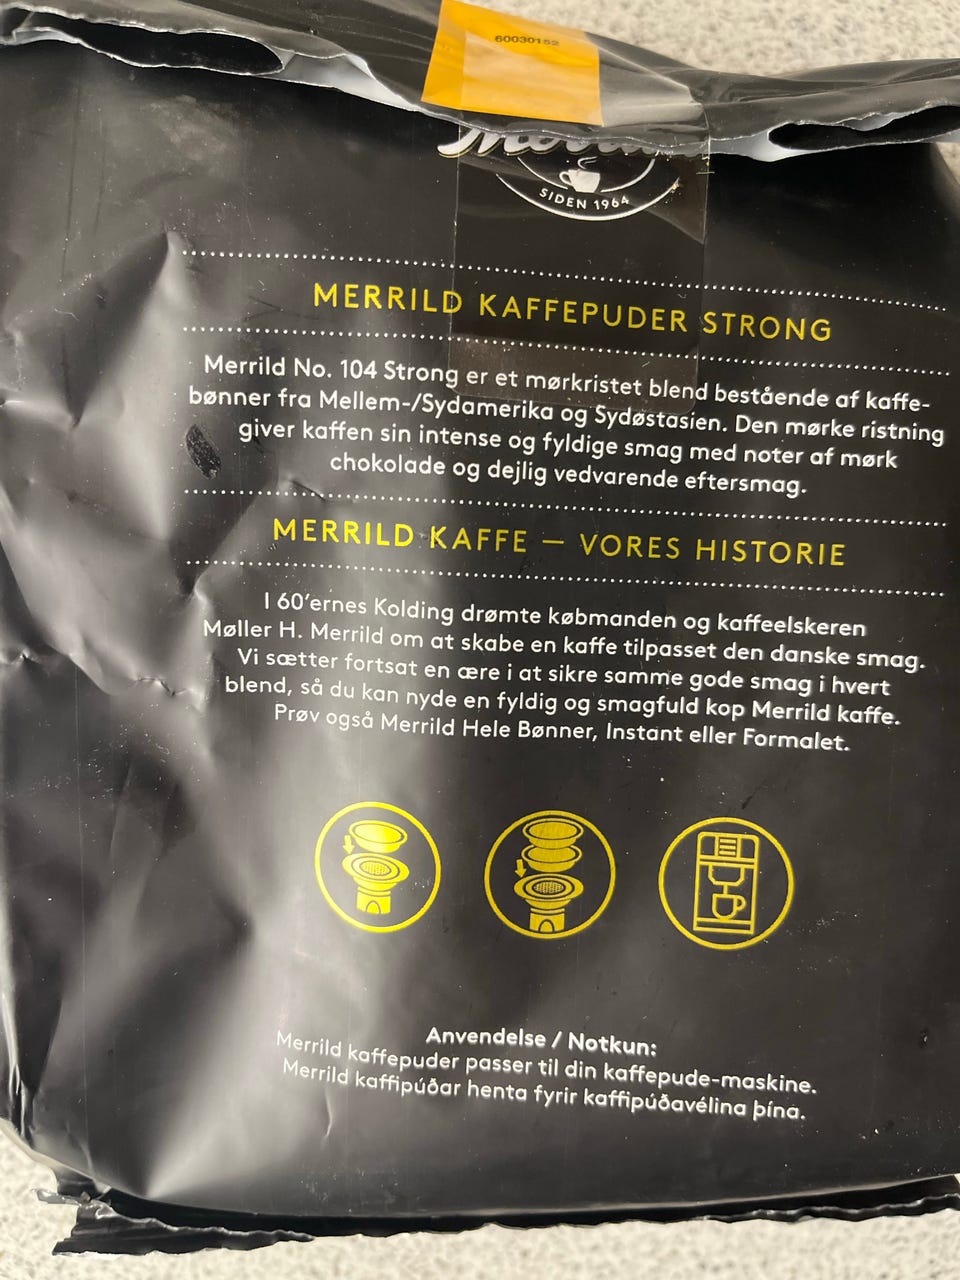 60030152
SIDEN 1964
MERRILD KAFFEPUDER STRONG
Merrild No. 104 Strong er et mørkristet blend bestående af kaffe-
bønner fra Mellem-/Sydamerika og Sydøstasien. Den mørke ristning
giver kaffen sin intense og fyldige smag med noter af mørk
chokolade og dejlig vedvarende eftersmag.
MERRILD KAFFE – VORES HISTORIE
I 60'ernes Kolding drømte købmanden og kaffeelskeren
Møller H. Merrild om at skabe en kaffe tilpasset den danske smag.
Vi sætter fortsat en ære i at sikre samme gode smag i hvert
blend, så du kan nyde en fyldig og smagfuld kop Merrild kaffe.
Prøv også Merrild Hele Bønner, Instant eller Formalet.
Anvendelse / Notkun:
Merrild kaffepuder passer til din kaffepude-maskine.
Merrild kaffipúðar henta fyrir kaffipúðavélina þína.